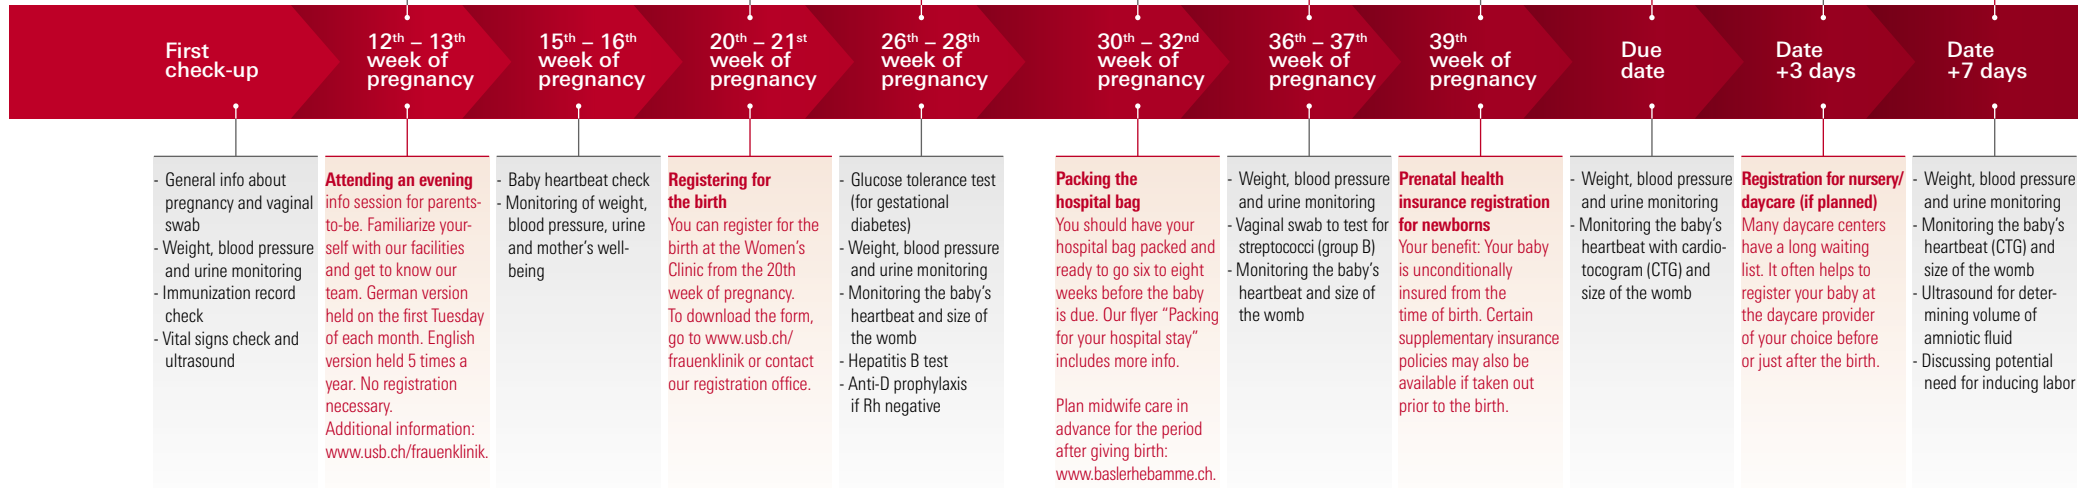 First
check-up
12th – 13th
week of
pregnancy
15th – 16th
week of
pregnancy
20th – 21st
week of
pregnancy
26th – 28th
week of
pregnancy
30th – 32nd
week of
pregnancy
36th – 37th
week of
pregnancy
39th
week of
pregnancy
Due
date
Date
+3 days
Date
+7 days
- General info about
pregnancy and vaginal
swab
- Weight, blood pressure
and urine monitoring
- Immunization record
check
- Vital signs check and
ultrasound
Attending an evening
info session for parents-
to-be. Familiarize your-
self with our facilities
and get to know our
team. German version
held on the first Tuesday
of each month. English
version held 5 times a
year. No registration
necessary.
Additional information:
www.usb.ch/frauenklinik.
- Baby heartbeat check
- Monitoring of weight,
blood pressure, urine
and mother’s well-
being
Registering for
the birth
You can register for the
birth at the Women’s
Clinic from the 20th
week of pregnancy.
To download the form,
go to www.usb.ch/
frauenklinik or contact
our registration office.
- Glucose tolerance test
(for gestational
diabetes)
- Weight, blood pressure
and urine monitoring
- Monitoring the baby’s
heartbeat and size of
the womb
- Hepatitis B test
- Anti-D prophylaxis
if Rh negative
Packing the
hospital bag
You should have your
hospital bag packed and
ready to go six to eight
weeks before the baby
is due. Our flyer “Packing
for your hospital stay”
includes more info.
Plan midwife care in
advance for the period
after giving birth:
www.baslerhebamme.ch.
- Weight, blood pressure
and urine monitoring
- Vaginal swab to test for
streptococci (group B)
- Monitoring the baby’s
heartbeat and size of
the womb
Prenatal health
insurance registration
for newborns
Your benefit: Your baby
is unconditionally
insured from the
time of birth. Certain
supplementary insurance
policies may also be
available if taken out
prior to the birth.
- Weight, blood pressure
and urine monitoring
- Monitoring the baby’s
heartbeat with cardio-
tocogram (CTG) and
size of the womb
Registration for nursery/
daycare (if planned)
Many daycare centers
have a long waiting
list. It often helps to
register your baby at
the daycare provider
of your choice before
or just after the birth.
- Weight, blood pressure
and urine monitoring
- Monitoring the baby’s
heartbeat (CTG) and
size of the womb
- Ultrasound for deter-
mining volume of
amniotic fluid
- Discussing potential
need for inducing labor